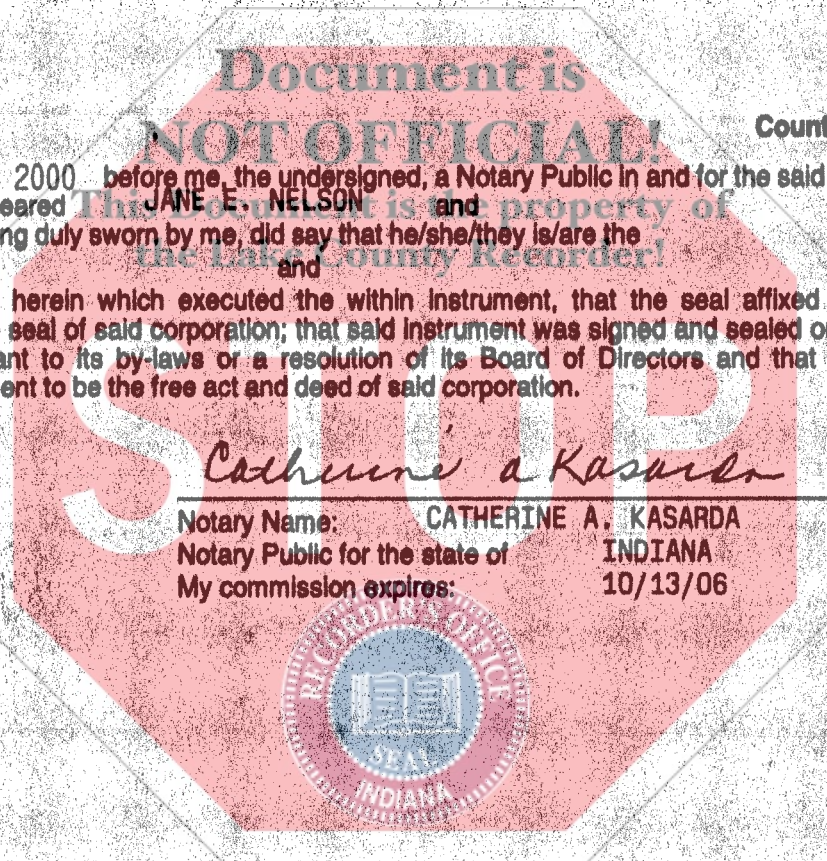 Document is
NOT OFFICIAL!
This Document is the property of
the Lake County Recorder!
STOP
Count
2000 before me, the undersigned, a Notary Public in and for the said
eared JANE E. NELSON and
ng duly sworn by me, did say that he/she/they is/are the
and
herein which executed the within instrument, that the seal affixed
seal of said corporation; that said instrument was signed and sealed o
ant to its by-laws or a resolution of its Board of Directors and that
ent to be the free act and deed of said corporation.
Catherine a Kasarda
Notary Name: CATHERINE A. KASARDA
Notary Public for the state of INDIANA
My commission expires: 10/13/06
RECORDER'S OFFICE
SEAL
INDIANA